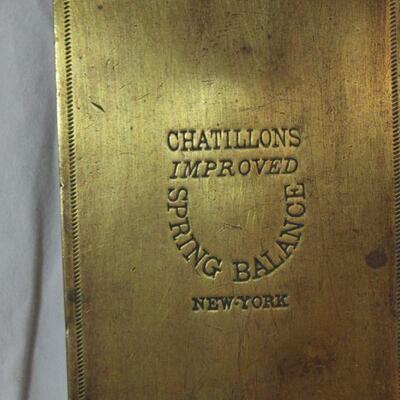 CHATILLONS
IMPROVED
SPRING BALANCE
NEW-YORK